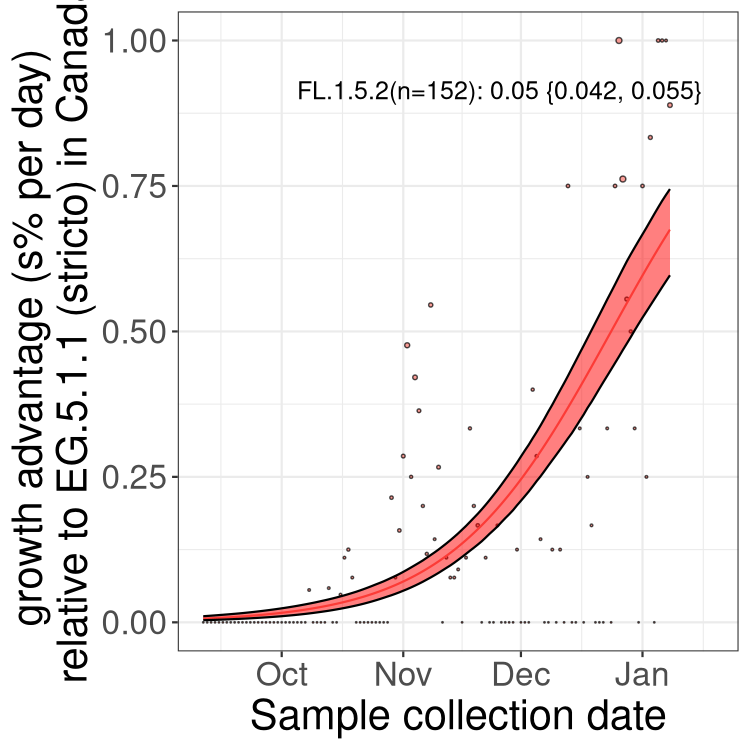 growth advantage (s% per day)
relative to EG.5.1.1 (stricto) in Canada
1.00
0.75
0.50
0.25
0.00
FL.1.5.2(n=152): 0.05 {0.042, 0.055}
Oct Nov Dec Jan
Sample collection date